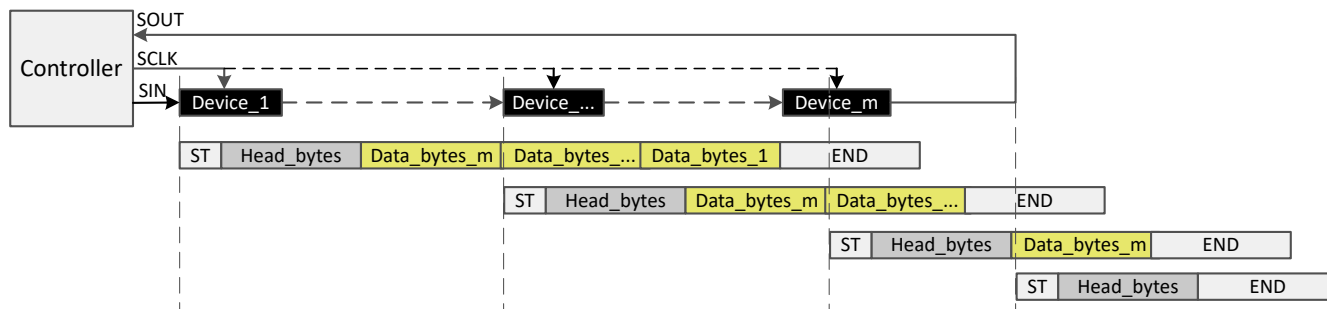 SOUT
Controller
SCLK
SIN
Device_1
Device_...
Device_m
ST Head_bytes Data_bytes_m Data_bytes_... Data_bytes_1 END
ST Head_bytes Data_bytes_m Data_bytes_... END
ST Head_bytes Data_bytes_m END
ST Head_bytes END